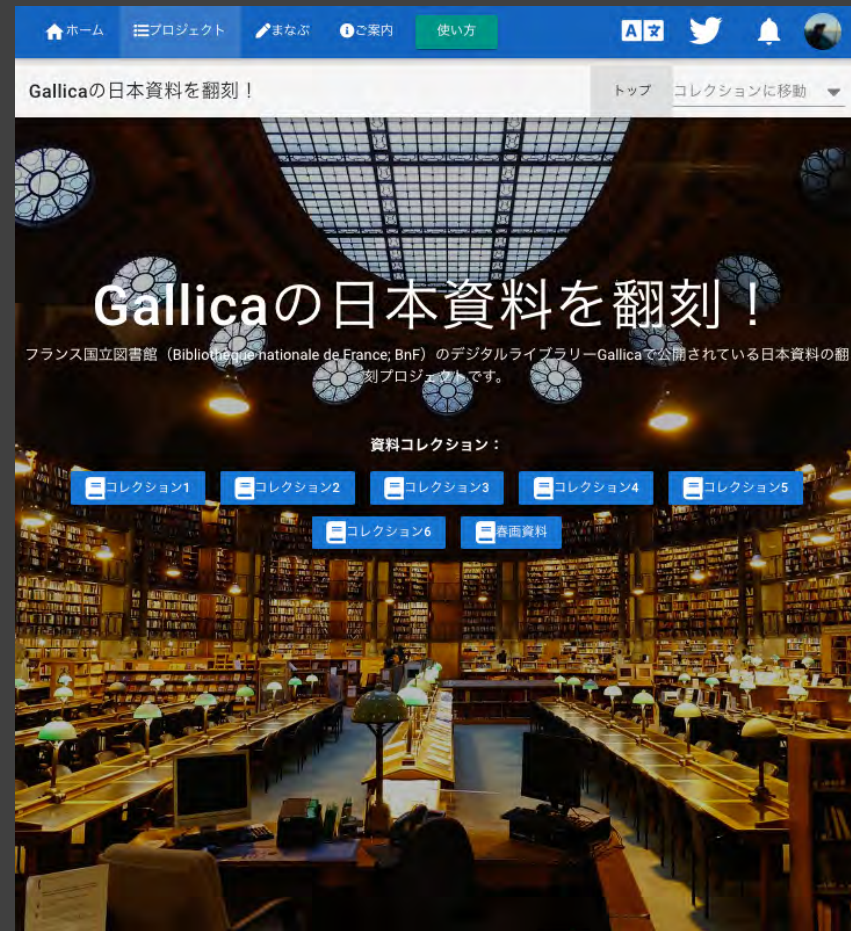 ホーム
プロジェクト
まなぶ
ご案内
使い方
A 文
Gallicaの日本資料を翻刻！
トップ
コレクションに移動
Gallicaの日本資料を翻刻！
フランス国立図書館（Bibliothèque nationale de France; BnF）のデジタルライブラリーGallicaで公開されている日本資料の翻
刻プロジェクトです。
資料コレクション：
コレクション1
コレクション2
コレクション3
コレクション4
コレクション5
コレクション6
春画資料